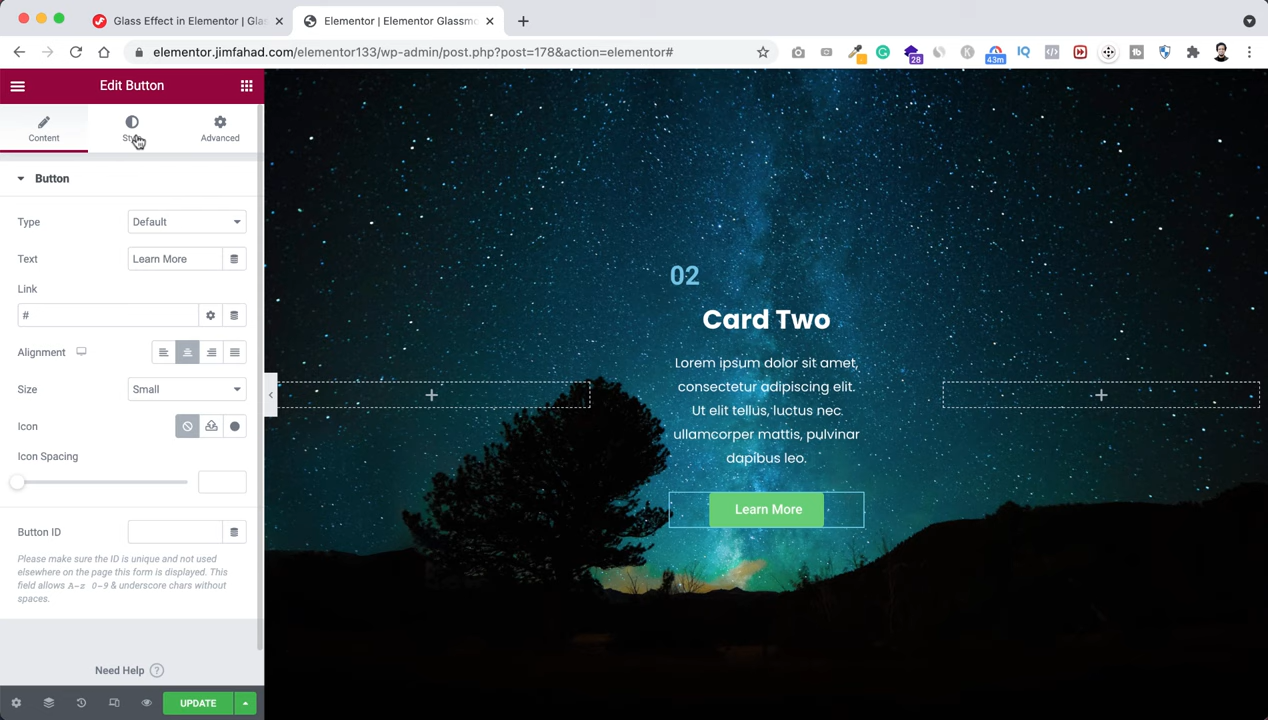 Glass Effect in Elementor | Glas
Elementor | Elementor Glassmo
elementor.jimfahad.com/elementor133/wp-admin/post.php?post=178&action=elementor#
28
43m
Edit Button
Content
Advanced
Button
Type
Default
Text
Learn More
Link
#
Alignment
Size
Small
Icon
Icon Spacing
Button ID
Please make sure the ID is unique and not used
elsewhere on the page this form is displayed. This
field allows A-z 0-9 & underscore chars without
spaces.
Need Help ?
UPDATE
02
Card Two
Lorem ipsum dolor sit amet,
consectetur adipiscing elit.
Ut elit tellus, luctus nec
ullamcorper mattis, pulvinar
dapibus leo.
Learn More